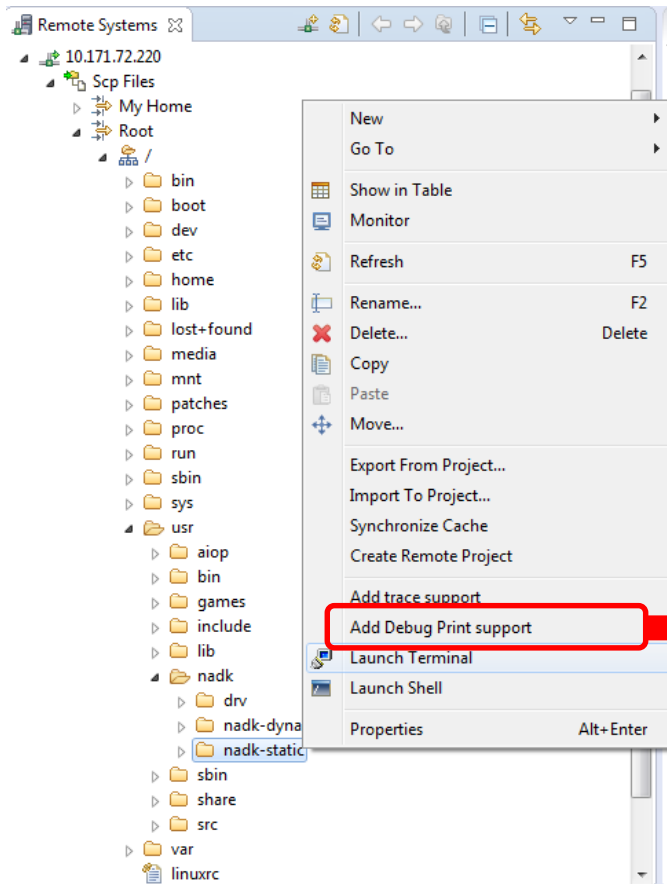 Remote Systems
10.171.72.220
Scp Files
My Home
Root
/
bin
boot
dev
etc
home
lib
lost+found
media
mnt
patches
proc
run
sbin
sys
usr
aiop
bin
games
include
lib
nadk
drv
nadk-dyna
nadk-static
sbin
share
src
var
linuxrc
New
Go To
Show in Table
Monitor
Refresh F5
Rename... F2
Delete... Delete
Copy
Paste
Move...
Export From Project...
Import To Project...
Synchronize Cache
Create Remote Project
Add trace support
Add Debug Print support
Launch Terminal
Launch Shell
Properties Alt+Enter